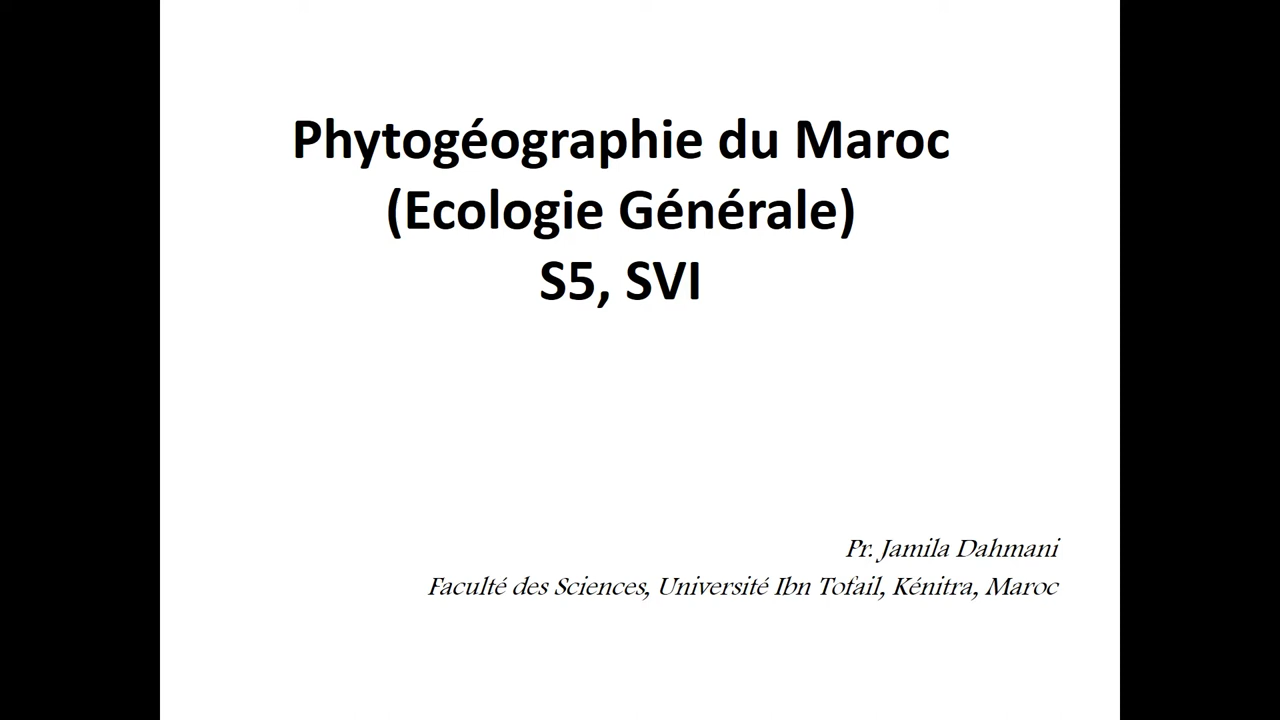 Phytogéographie du Maroc
(Ecologie Générale)
S5, SVI
Pr. Jamila Dahmani
Faculté des Sciences, Université Ibn Tofail, Kénitra, Maroc